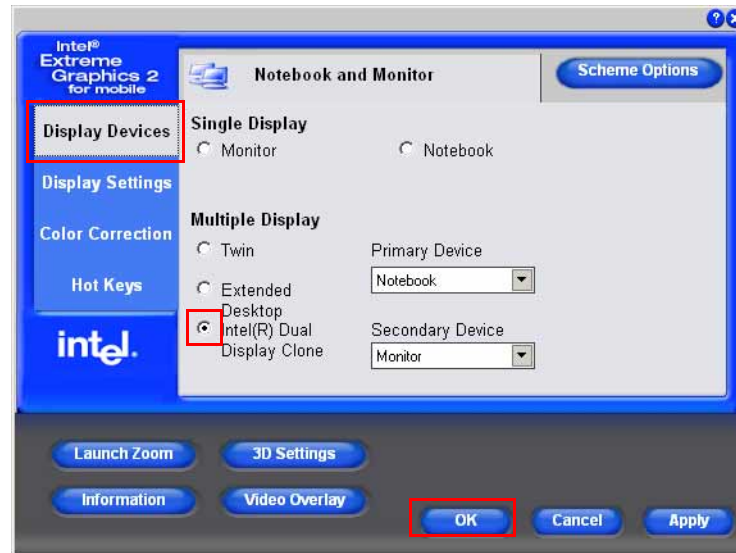 Intel®
Extreme
Graphics 2
for mobile
Notebook and Monitor
Scheme Options
Display Devices
Display Settings
Color Correction
Hot Keys
intel.
Single Display
Monitor
Notebook
Multiple Display
Twin
Primary Device
Notebook
Extended
Desktop
Intel(R) Dual
Display Clone
Secondary Device
Monitor
Launch Zoom
3D Settings
Information
Video Overlay
OK
Cancel
Apply